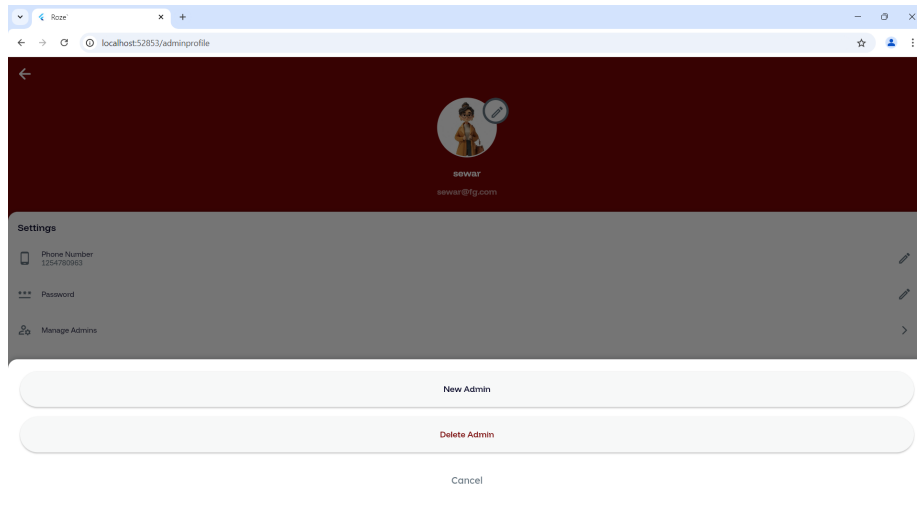 Roze'
localhost:52853/adminprofile
sewar
sewar@fg.com
Settings
Phone Number
1254780963
Password
Manage Admins
New Admin
Delete Admin
Cancel